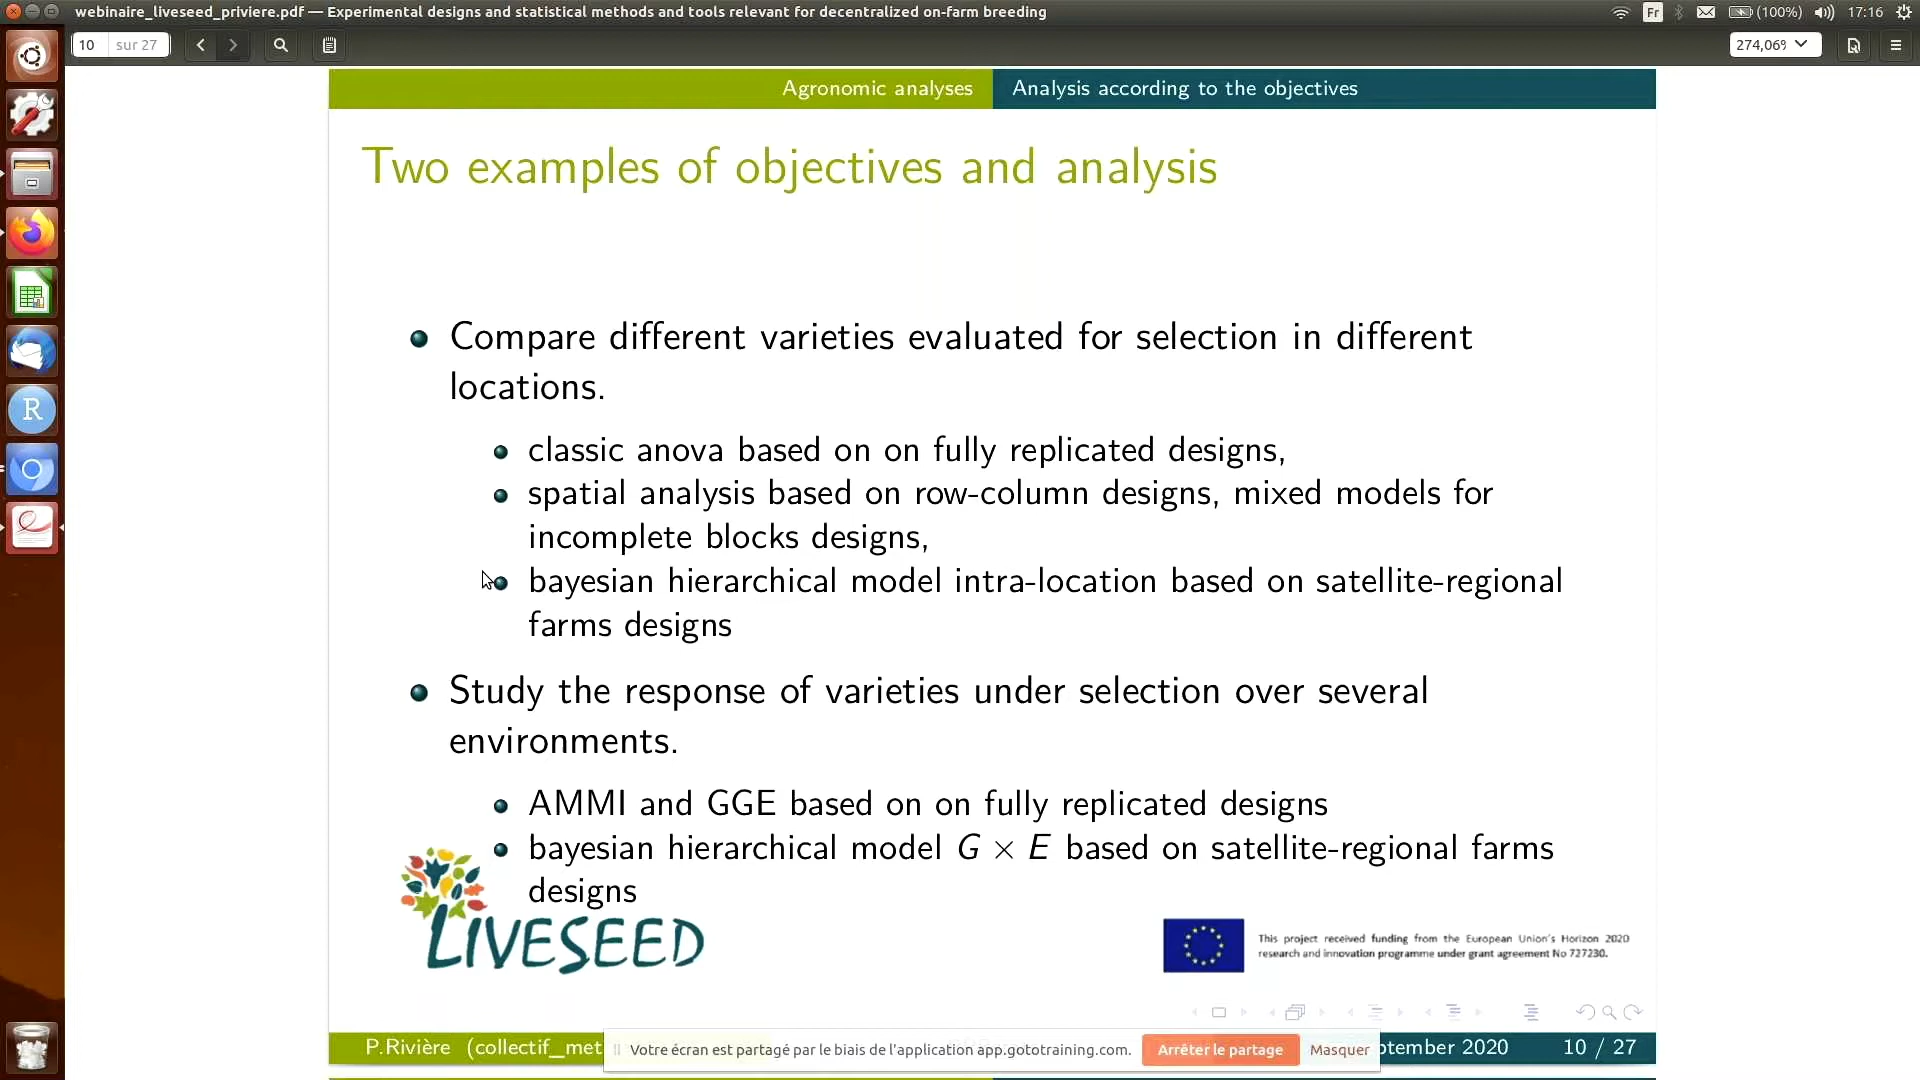 webinaire_liveseed_priviere.pdf — Experimental designs and statistical methods and tools relevant for decentralized on-farm breeding
Fr
(100%)
17:16
10
sur 27
274,06%
Agronomic analyses
Analysis according to the objectives
Two examples of objectives and analysis
Compare different varieties evaluated for selection in different
locations.
classic anova based on on fully replicated designs,
spatial analysis based on row-column designs, mixed models for
incomplete blocks designs,
bayesian hierarchical model intra-location based on satellite-regional
farms designs
Study the response of varieties under selection over several
environments.
AMMI and GGE based on on fully replicated designs
bayesian hierarchical model G × E based on satellite-regional farms
designs
LIVESEED
This project received funding from the European Union's Horizon 2020
research and innovation programme under grant agreement No 727230.
P.Rivière (collectif_met
Votre écran est partagé par le biais de l'application app.gototraining.com.
Arrêter le partage
Masquer
ptember 2020
10 / 27
R